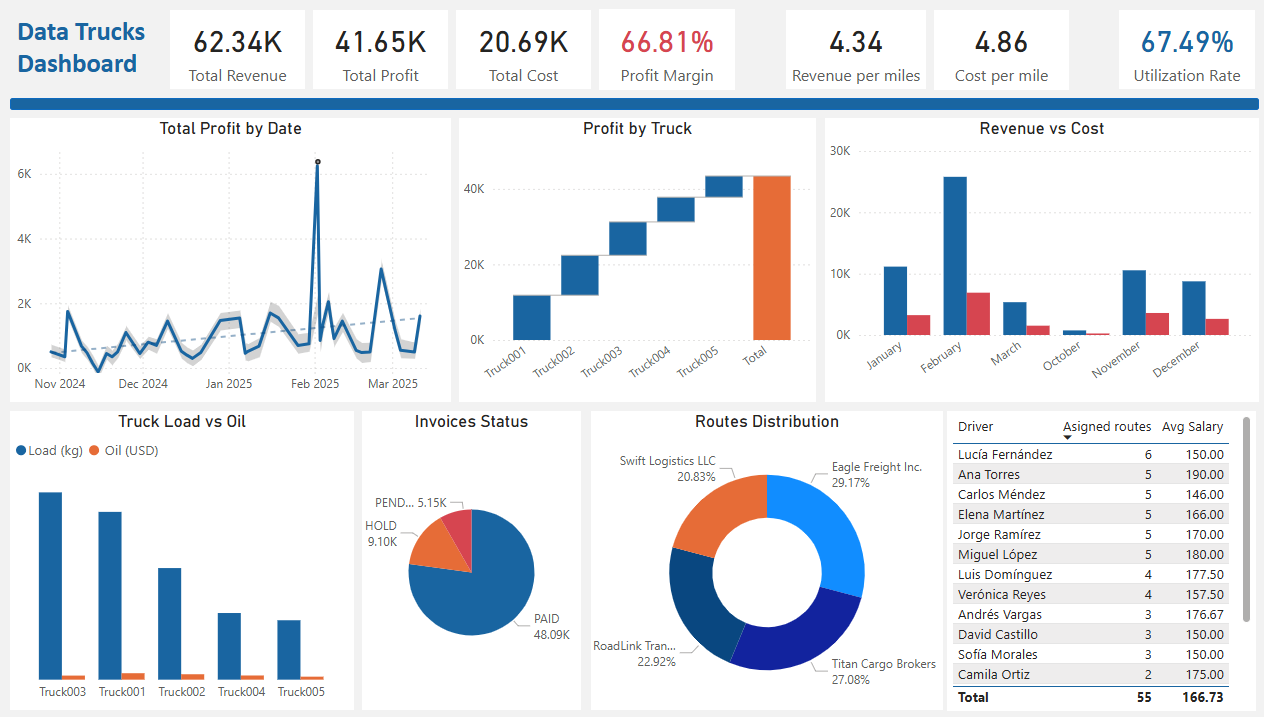 Data Trucks
Dashboard
62.34K
Total Revenue
41.65K
Total Profit
20.69K
Total Cost
66.81%
Profit Margin
4.34
Revenue per miles
4.86
Cost per mile
67.49%
Utilization Rate
Total Profit by Date
6K
4K
2K
0K
Nov 2024 Dec 2024 Jan 2025 Feb 2025 Mar 2025
Profit by Truck
40K
20K
0K
Truck001 Truck002 Truck003 Truck004 Truck005 Total
Revenue vs Cost
30K
20K
10K
0K
January February March October November December
Truck Load vs Oil
Load (kg) Oil (USD)
Truck003 Truck001 Truck002 Truck004 Truck005
Invoices Status
PEND... 5.15K
HOLD
9.10K
PAID
48.09K
Routes Distribution
Swift Logistics LLC
20.83%
Eagle Freight Inc.
29.17%
RoadLink Tran...
22.92%
Titan Cargo Brokers
27.08%
Driver Asigned routes Avg Salary
Lucía Fernández 6 150.00
Ana Torres 5 190.00
Carlos Méndez 5 146.00
Elena Martínez 5 166.00
Jorge Ramírez 5 170.00
Miguel López 5 180.00
Luis Domínguez 4 177.50
Verónica Reyes 4 157.50
Andrés Vargas 3 176.67
David Castillo 3 150.00
Sofía Morales 3 150.00
Camila Ortiz 2 175.00
Total 55 166.73